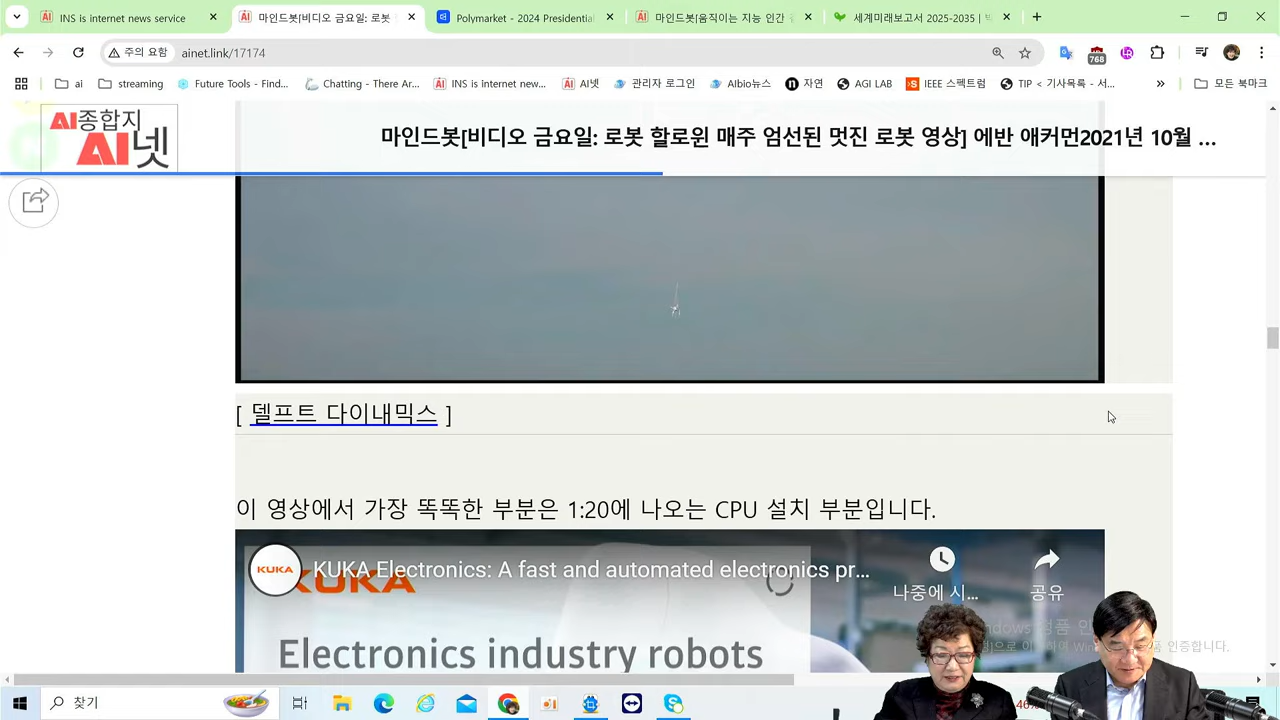 INS is internet news service
마인드봇[비디오 금요일: 로봇
Polymarket - 2024 Presidential
마인드봇[움직이는 지능 인간
세계미래보고서 2025-2035 |
주의 요함
ainet.link/17174
768
ai
streaming
Future Tools - Find...
Chatting - There Ar...
INS is internet new...
AI넷
관리자 로그인
AIbio뉴스
자연
AGI LAB
IEEE 스펙트럼
TIP < 기사목록 - 서...
모든 북마크
AI종합지
AI넷
마인드봇[비디오 금요일: 로봇 할로윈 매주 엄선된 멋진 로봇 영상] 에반 애커먼2021년 10월 ...
[ 델프트 다이내믹스 ]
이 영상에서 가장 똑똑한 부분은 1:20에 나오는 CPU 설치 부분입니다.
KUKA
KUKA Electronics: A fast and automated electronics pr...
KUKA
나중에 시...
공유
Electronics industry robots
찾기